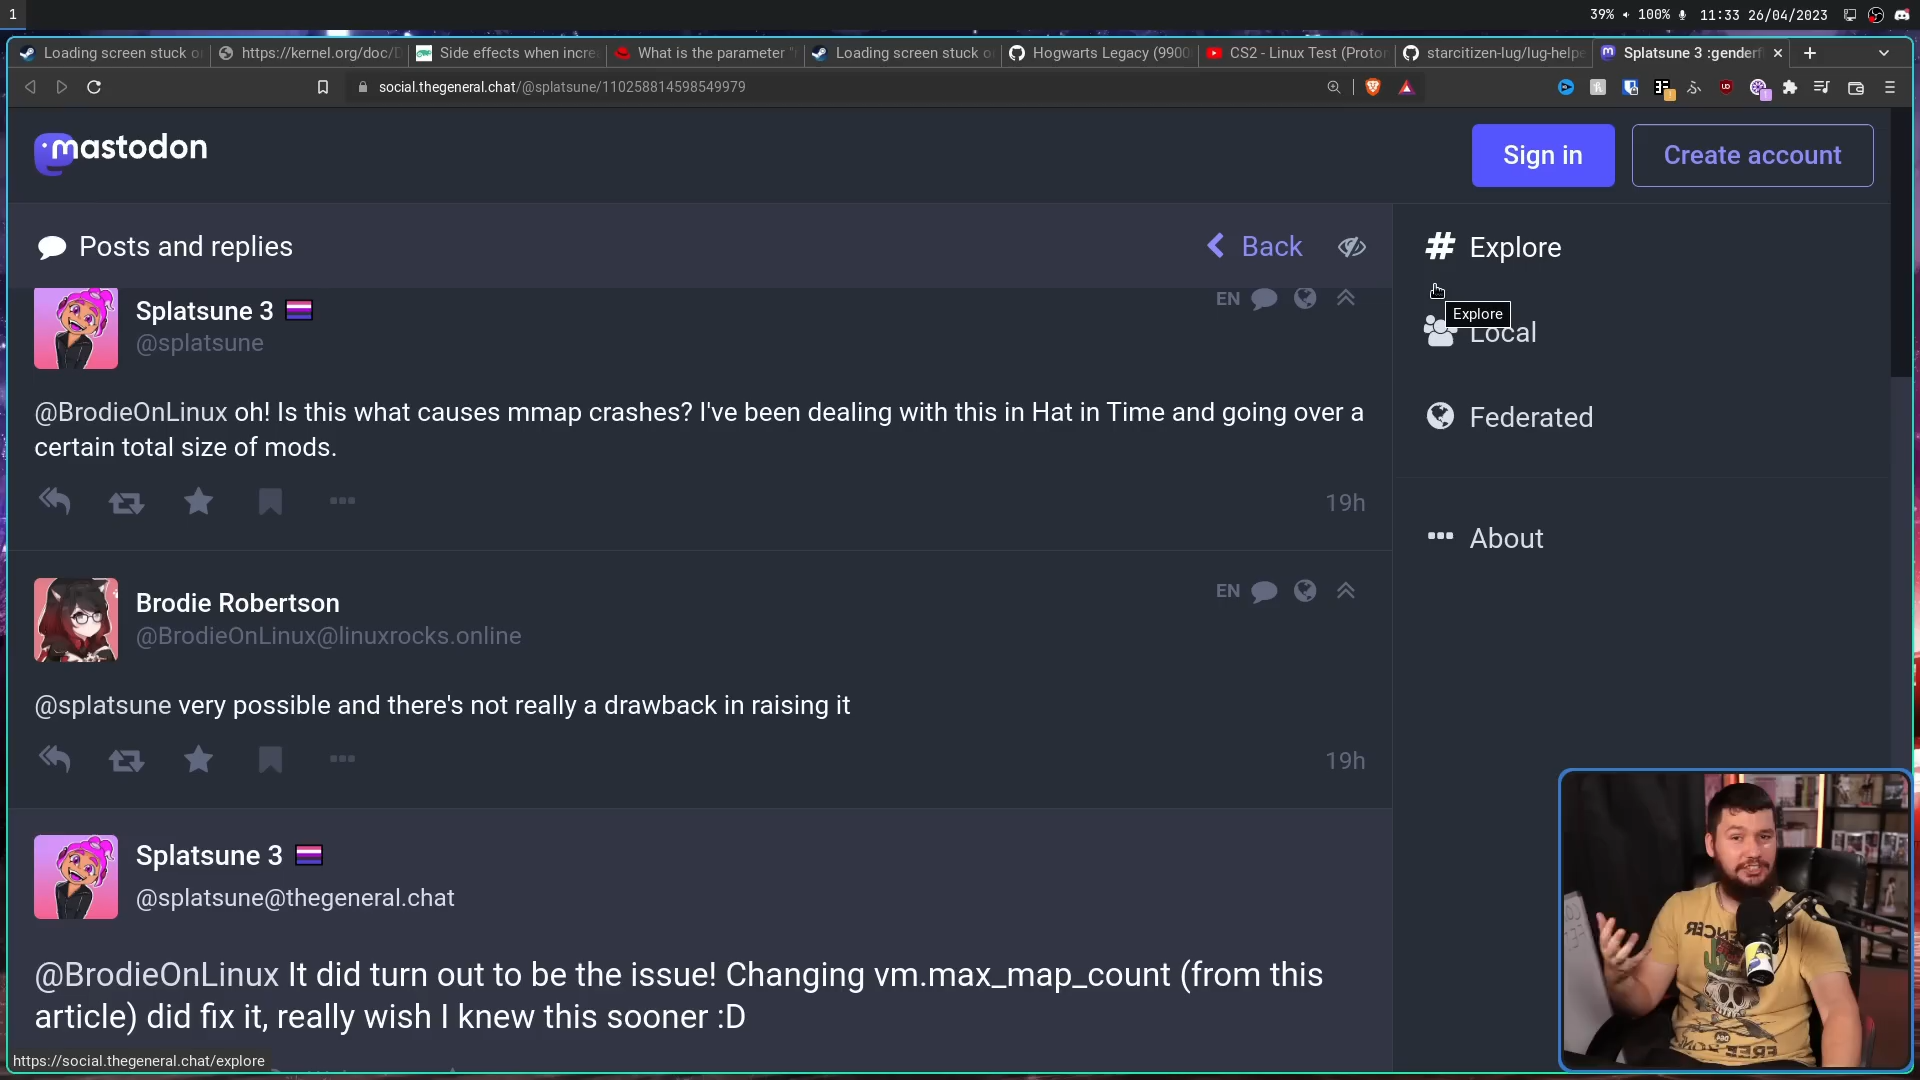 1
39% 100% 11:33 26/04/2023
Loading screen stuck o
https://kernel.org/doc/D
Side effects when incre
What is the parameter "
Loading screen stuck o
Hogwarts Legacy (9900
CS2 - Linux Test (Proton
starcitizen-lug/lug-helpe
Splatsune 3 :genderf
social.thegeneral.chat/@splatsune/110258814598549979
mastodon
Sign in
Create account
Posts and replies
Back
Explore
Explore
Local
Federated
About
Splatsune 3
EN
@splatsune
@BrodieOnLinux oh! Is this what causes mmap crashes? I've been dealing with this in Hat in Time and going over a
certain total size of mods.
19h
Brodie Robertson
EN
@BrodieOnLinux@linuxrocks.online
@splatsune very possible and there's not really a drawback in raising it
19h
Splatsune 3
@splatsune@thegeneral.chat
@BrodieOnLinux It did turn out to be the issue! Changing vm.max_map_count (from this
article) did fix it, really wish I knew this sooner :D
https://social.thegeneral.chat/explore